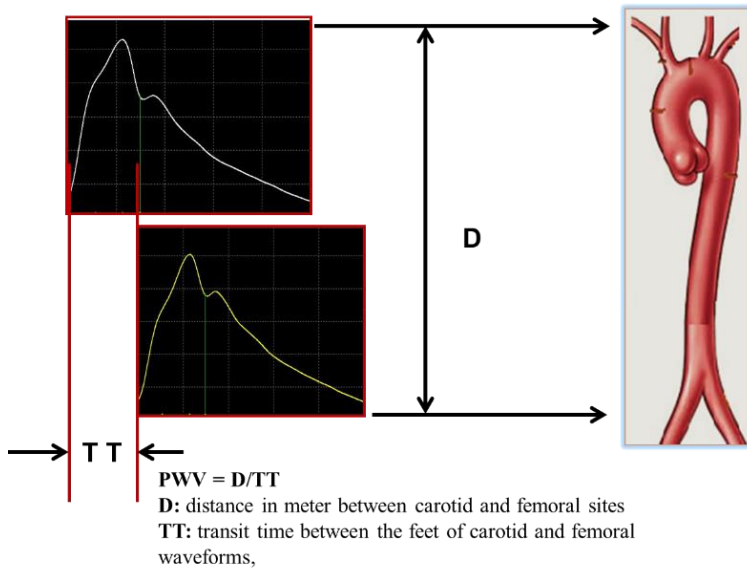 D
T T
PWV = D/TT
D: distance in meter between carotid and femoral sites
TT: transit time between the feet of carotid and femoral
waveforms,